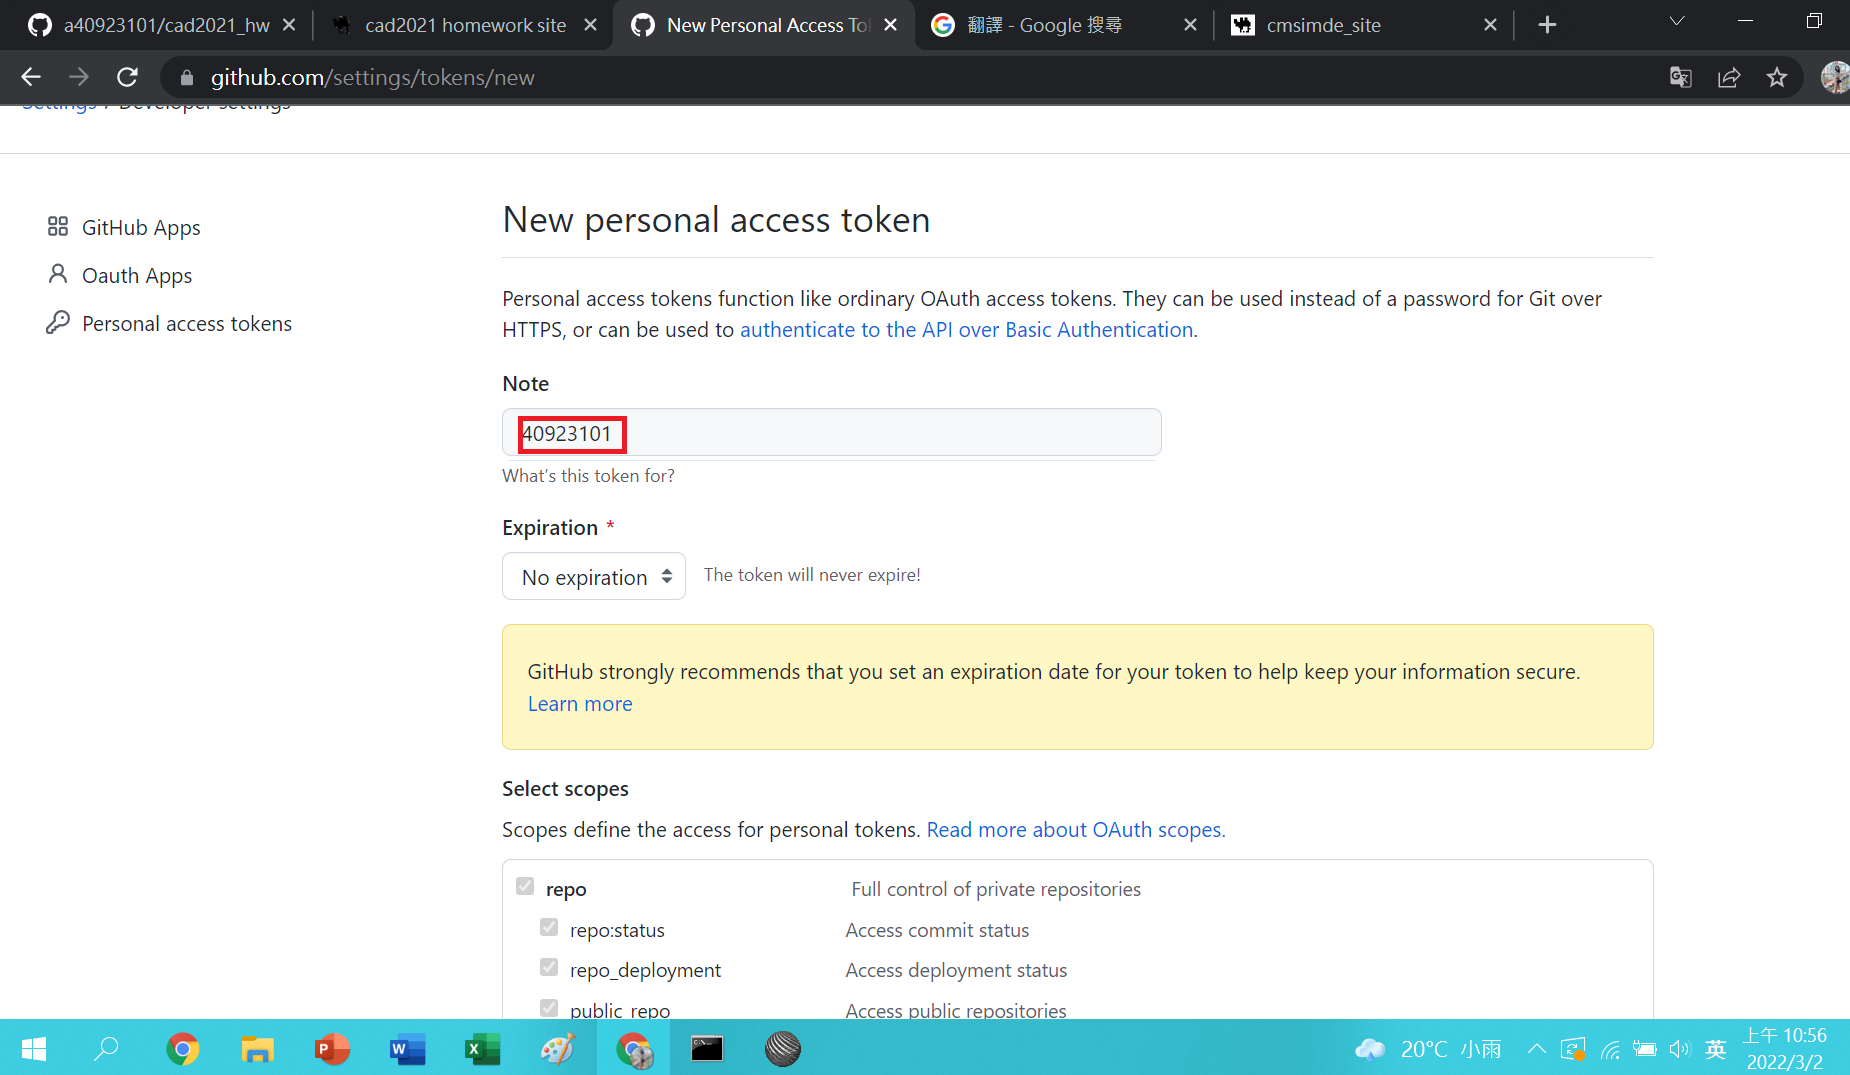 a40923101/cad2021_hw
cad2021 homework site
New Personal Access To
翻譯 - Google 搜尋
cmsimde_site
github.com/settings/tokens/new
Settings / Developer settings
GitHub Apps
Oauth Apps
Personal access tokens
New personal access token
Personal access tokens function like ordinary OAuth access tokens. They can be used instead of a password for Git over
HTTPS, or can be used to authenticate to the API over Basic Authentication.
Note
40923101
What's this token for?
Expiration *
No expiration
The token will never expire!
GitHub strongly recommends that you set an expiration date for your token to help keep your information secure.
Learn more
Select scopes
Scopes define the access for personal tokens. Read more about OAuth scopes.
repo Full control of private repositories
repo:status Access commit status
repo_deployment Access deployment status
public_repo Access public repositories
20°C 小雨
英
上午 10:56
2022/3/2